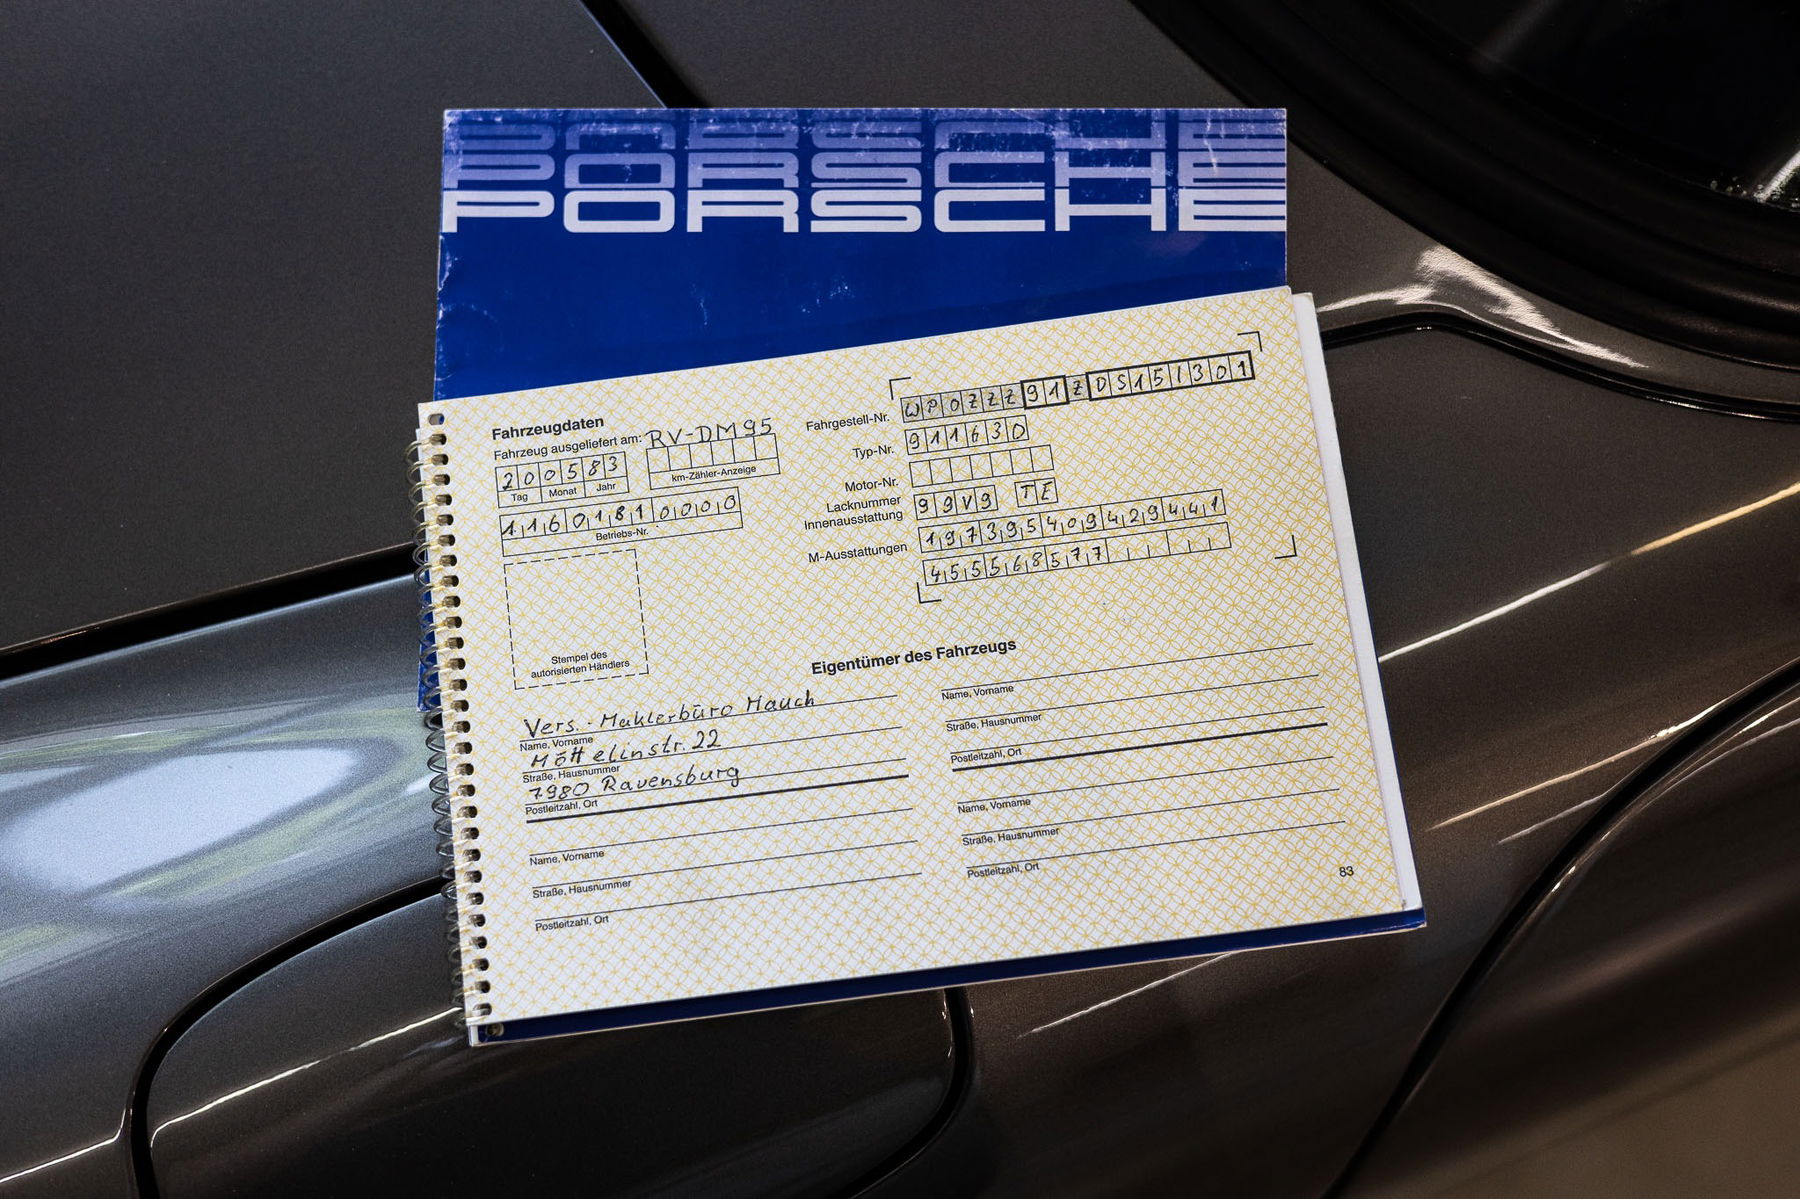 PORSCHE
PORSCHE
PORSCHE
Fahrzeugdaten
Fahrzeug ausgeliefert am: RV-DM95
200583
Tag Monat Jahr
km-Zähler-Anzeige
11601810000
Betriebs-Nr.
Stempel des
autorisierten Händlers
Fahrgestell-Nr. WP0ZZZ91ZDS151301
Typ-Nr. 911630
Motor-Nr.
Lacknummer
Innenausstattung 99V9 TE
M-Ausstattungen 197395409429441
455568577
Eigentümer des Fahrzeugs
Vers.-Maklerbüro Mauch
Name, Vorname
Höttelinstr. 22
Straße, Hausnummer
7980 Ravensburg
Postleitzahl, Ort
Name, Vorname
Straße, Hausnummer
Postleitzahl, Ort
Name, Vorname
Straße, Hausnummer
Postleitzahl, Ort
Name, Vorname
Straße, Hausnummer
Postleitzahl, Ort
83